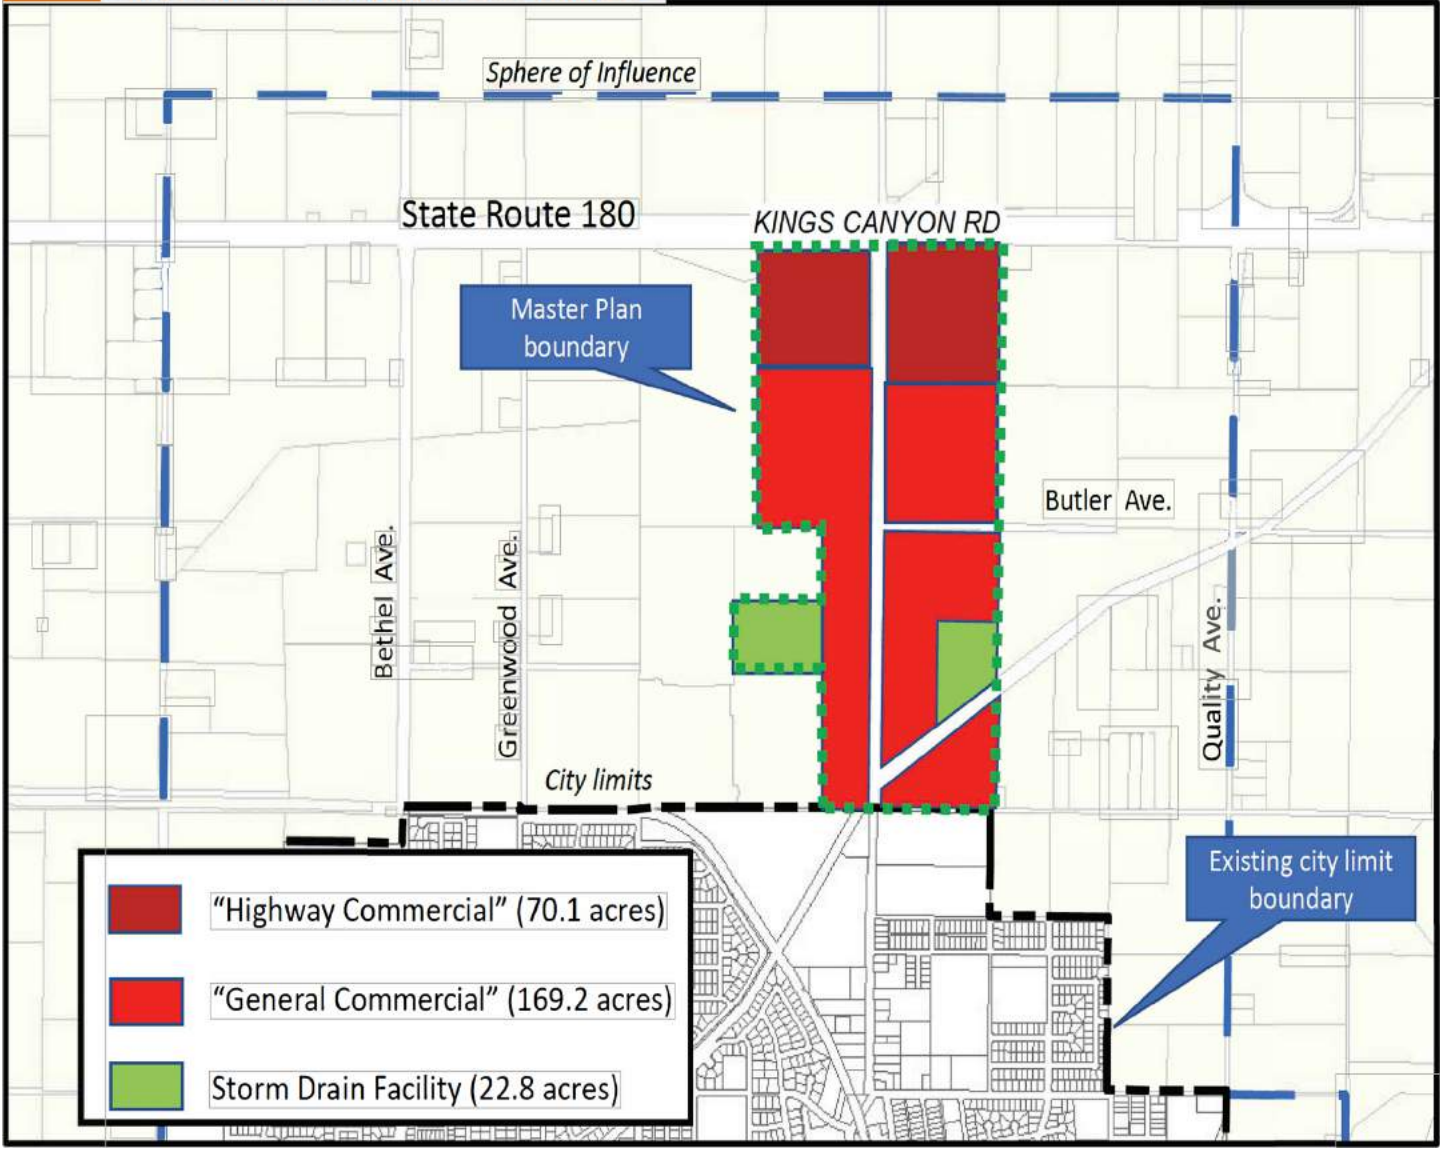 Sphere of Influence
State Route 180
KINGS CANYON RD
Master Plan
boundary
Butler Ave.
Bethel Ave.
Greenwood Ave.
Quality Ave.
City limits
Existing city limit
boundary
“Highway Commercial” (70.1 acres)
“General Commercial” (169.2 acres)
Storm Drain Facility (22.8 acres)